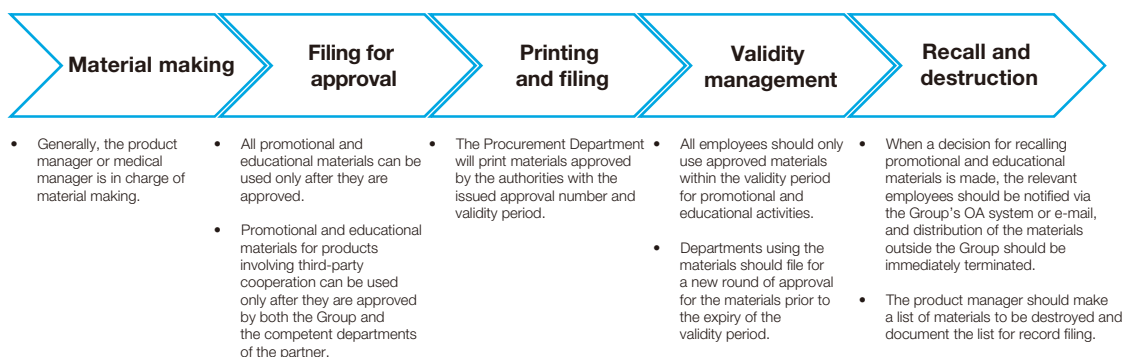 Material making
Filing for
approval
Printing
and filing
Validity
management
Recall and
destruction
• Generally, the product
manager or medical
manager is in charge of
material making.
• All promotional and
educational materials can be
used only after they are
approved.
• Promotional and educational
materials for products
involving third-party
cooperation can be used
only after they are approved
by both the Group and
the competent departments
of the partner.
• The Procurement Department
will print materials approved
by the authorities with the
issued approval number and
validity period.
• All employees should only
use approved materials
within the validity period
for promotional and
educational activities.
• Departments using the
materials should file for
a new round of approval
for the materials prior to
the expiry of the
validity period.
• When a decision for recalling
promotional and educational
materials is made, the relevant
employees should be notified via
the Group's OA system or e-mail,
and distribution of the materials
outside the Group should be
immediately terminated.
• The product manager should make
a list of materials to be destroyed and
document the list for record filing.